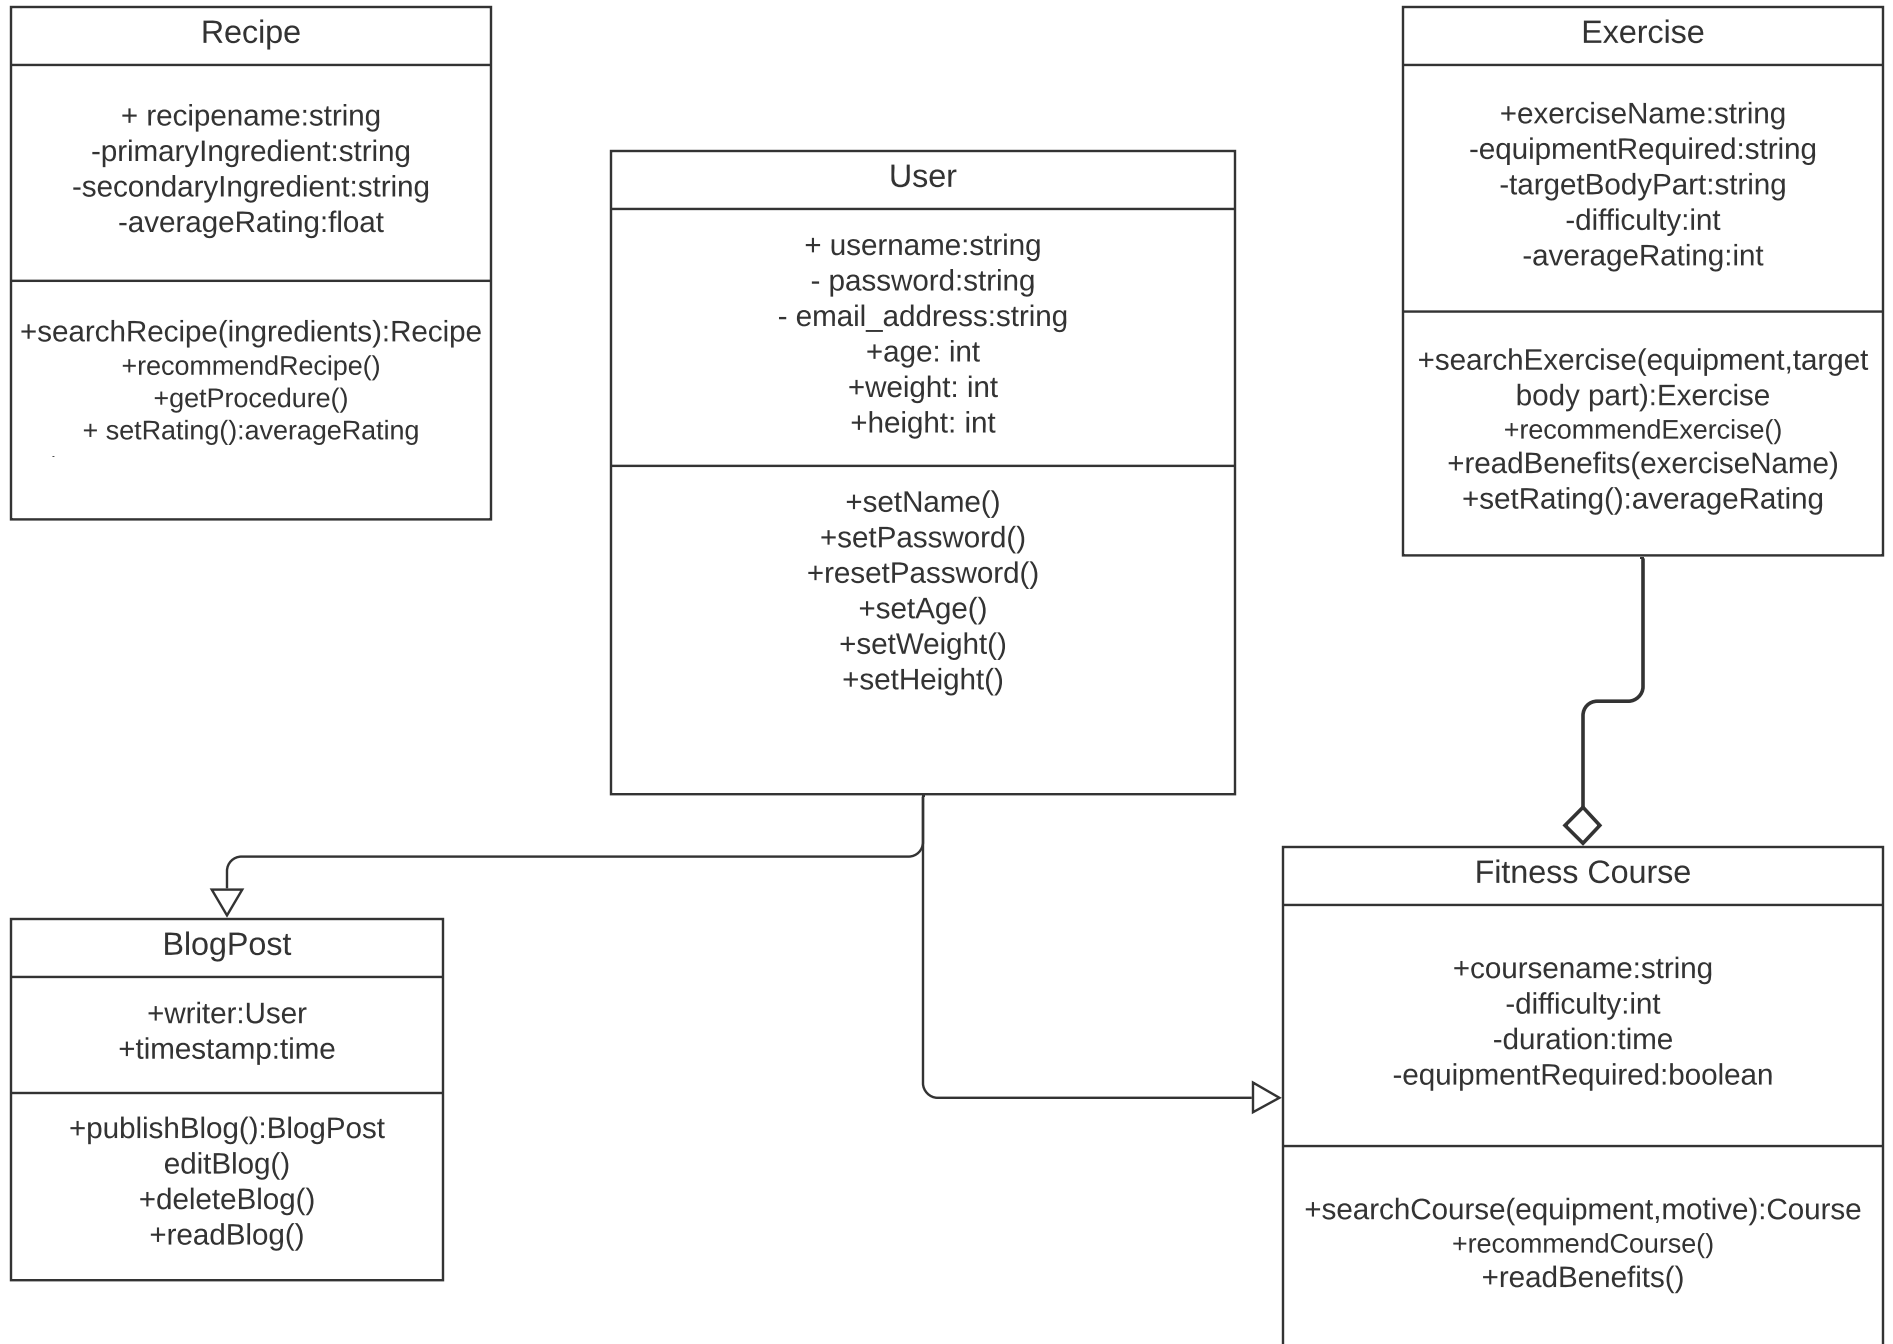 Recipe
+ recipename:string
-primaryIngredient:string
-secondaryIngredient:string
-averageRating:float
+searchRecipe(ingredients):Recipe
+recommendRecipe()
+getProcedure()
+ setRating():averageRating
User
+ username:string
- password:string
- email_address:string
+age: int
+weight: int
+height: int
+setName()
+setPassword()
+resetPassword()
+setAge()
+setWeight()
+setHeight()
Exercise
+exerciseName:string
-equipmentRequired:string
-targetBodyPart:string
-difficulty:int
-averageRating:int
+searchExercise(equipment,target
body part):Exercise
+recommendExercise()
+readBenefits(exerciseName)
+setRating():averageRating
BlogPost
+writer:User
+timestamp:time
+publishBlog():BlogPost
editBlog()
+deleteBlog()
+readBlog()
Fitness Course
+coursename:string
-difficulty:int
-duration:time
-equipmentRequired:boolean
+searchCourse(equipment,motive):Course
+recommendCourse()
+readBenefits()